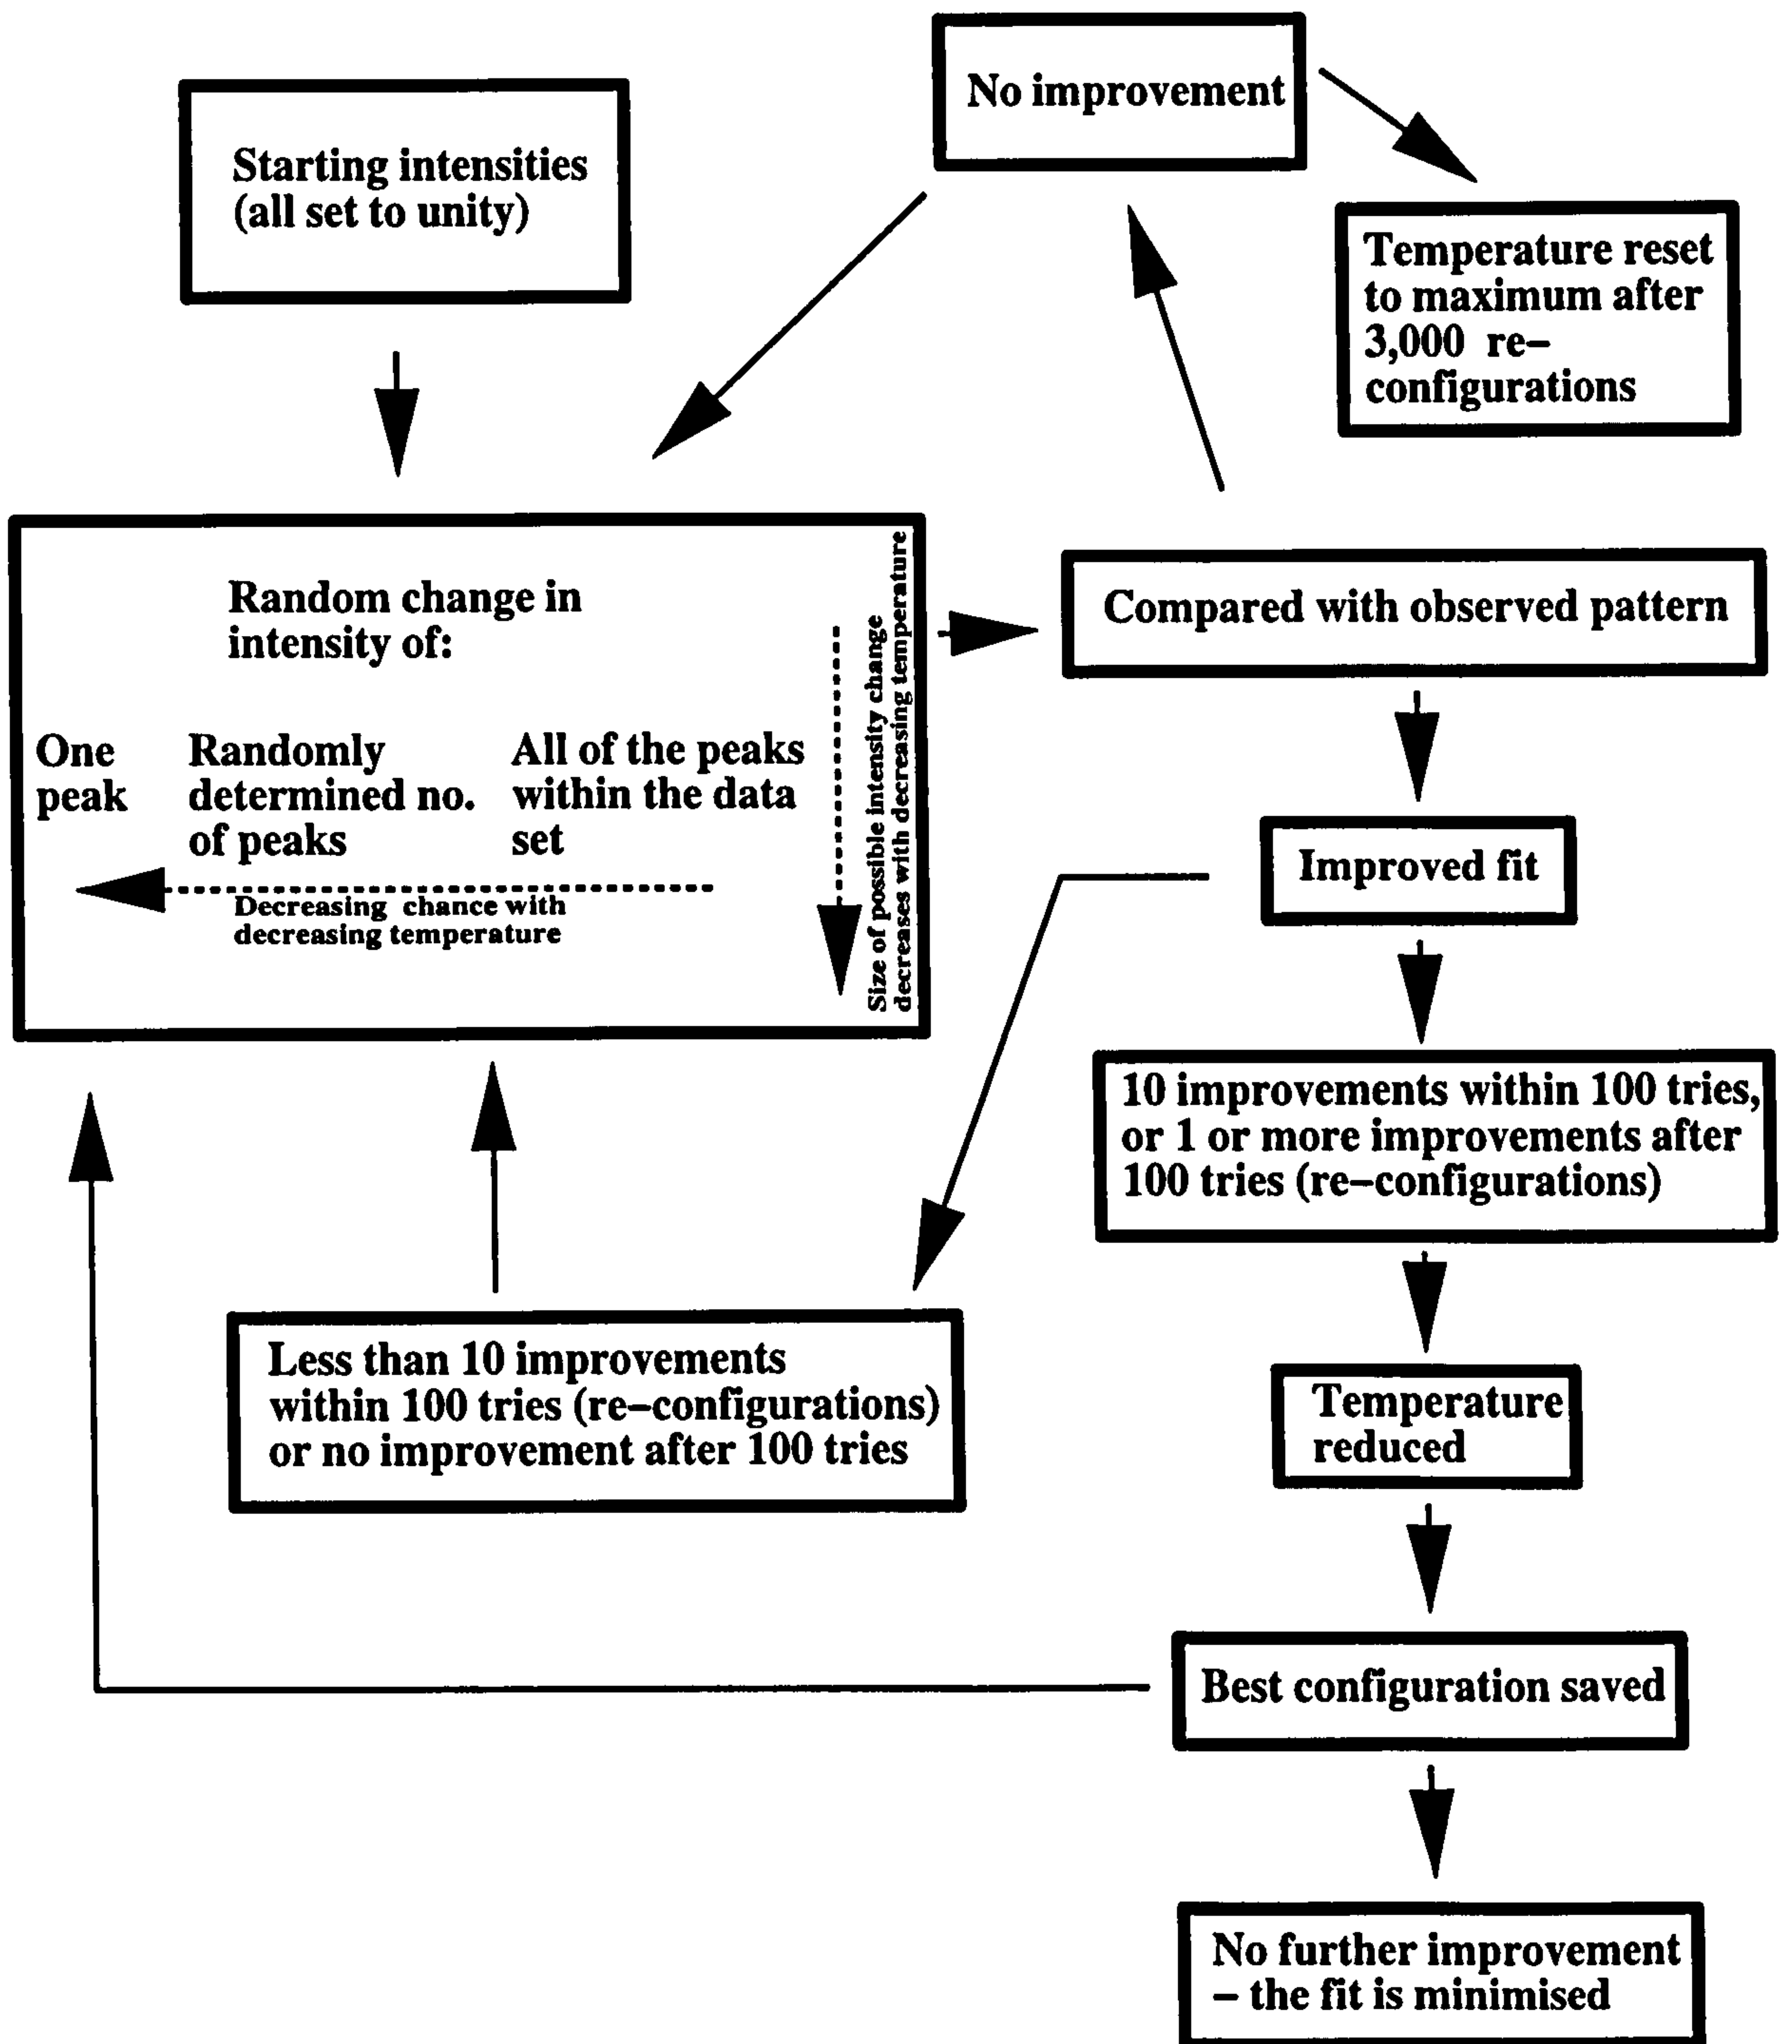 No improvement
Starting intensities
(all set to unity)
Temperature reset
to maximum after
3,000 re–
configurations
Random change in
intensity of:
One
peak
Randomly
determined no.
of peaks
All of the peaks
within the data
set
Decreasing chance with
decreasing temperature
Size of possible intensity change
decreases with decreasing temperature
Compared with observed pattern
Improved fit
10 improvements within 100 tries,
or 1 or more improvements after
100 tries (re–configurations)
Less than 10 improvements
within 100 tries (re–configurations)
or no improvement after 100 tries
Temperature
reduced
Best configuration saved
No further improvement
– the fit is minimised